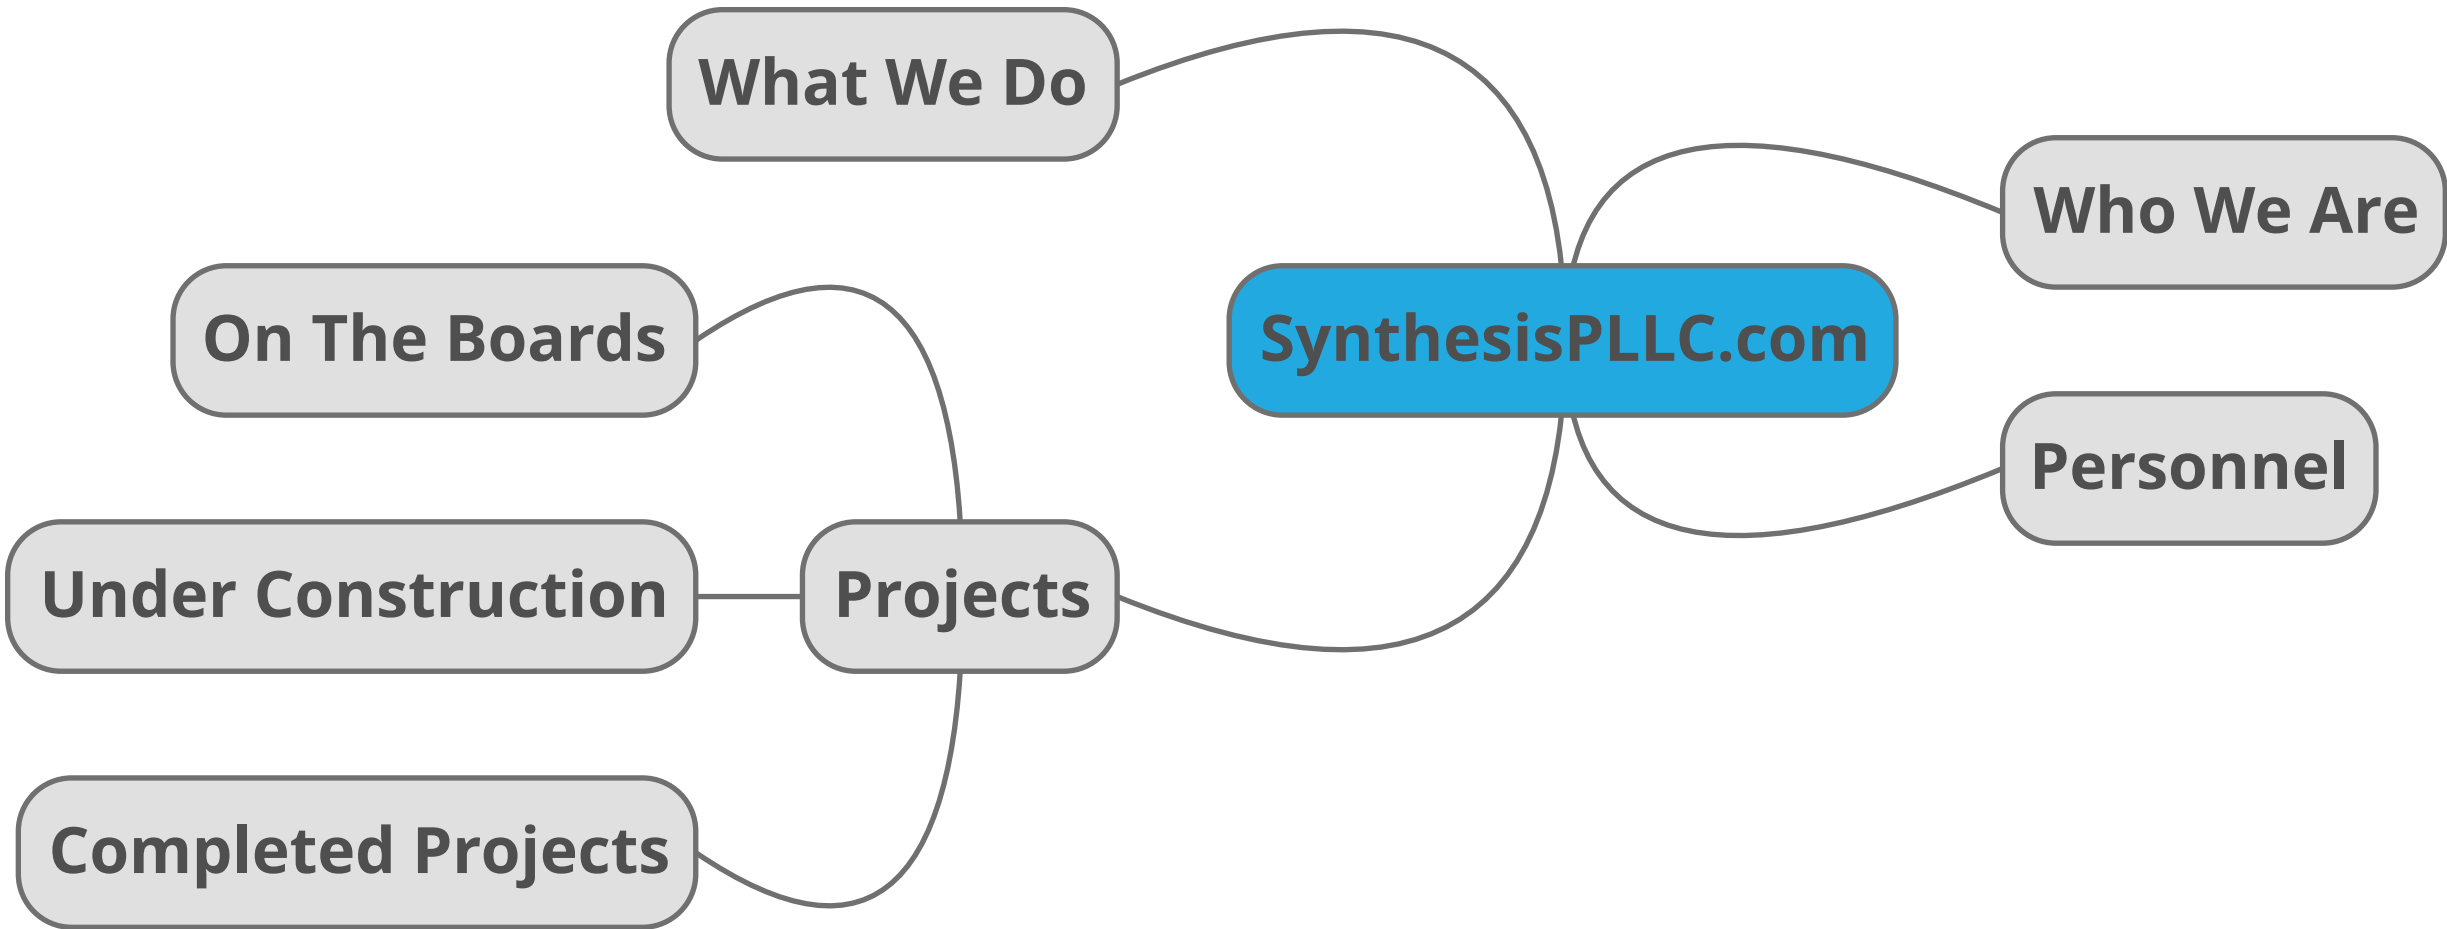 What We Do
Who We Are
On The Boards
SynthesisPLLC.com
Personnel
Under Construction
Projects
Completed Projects